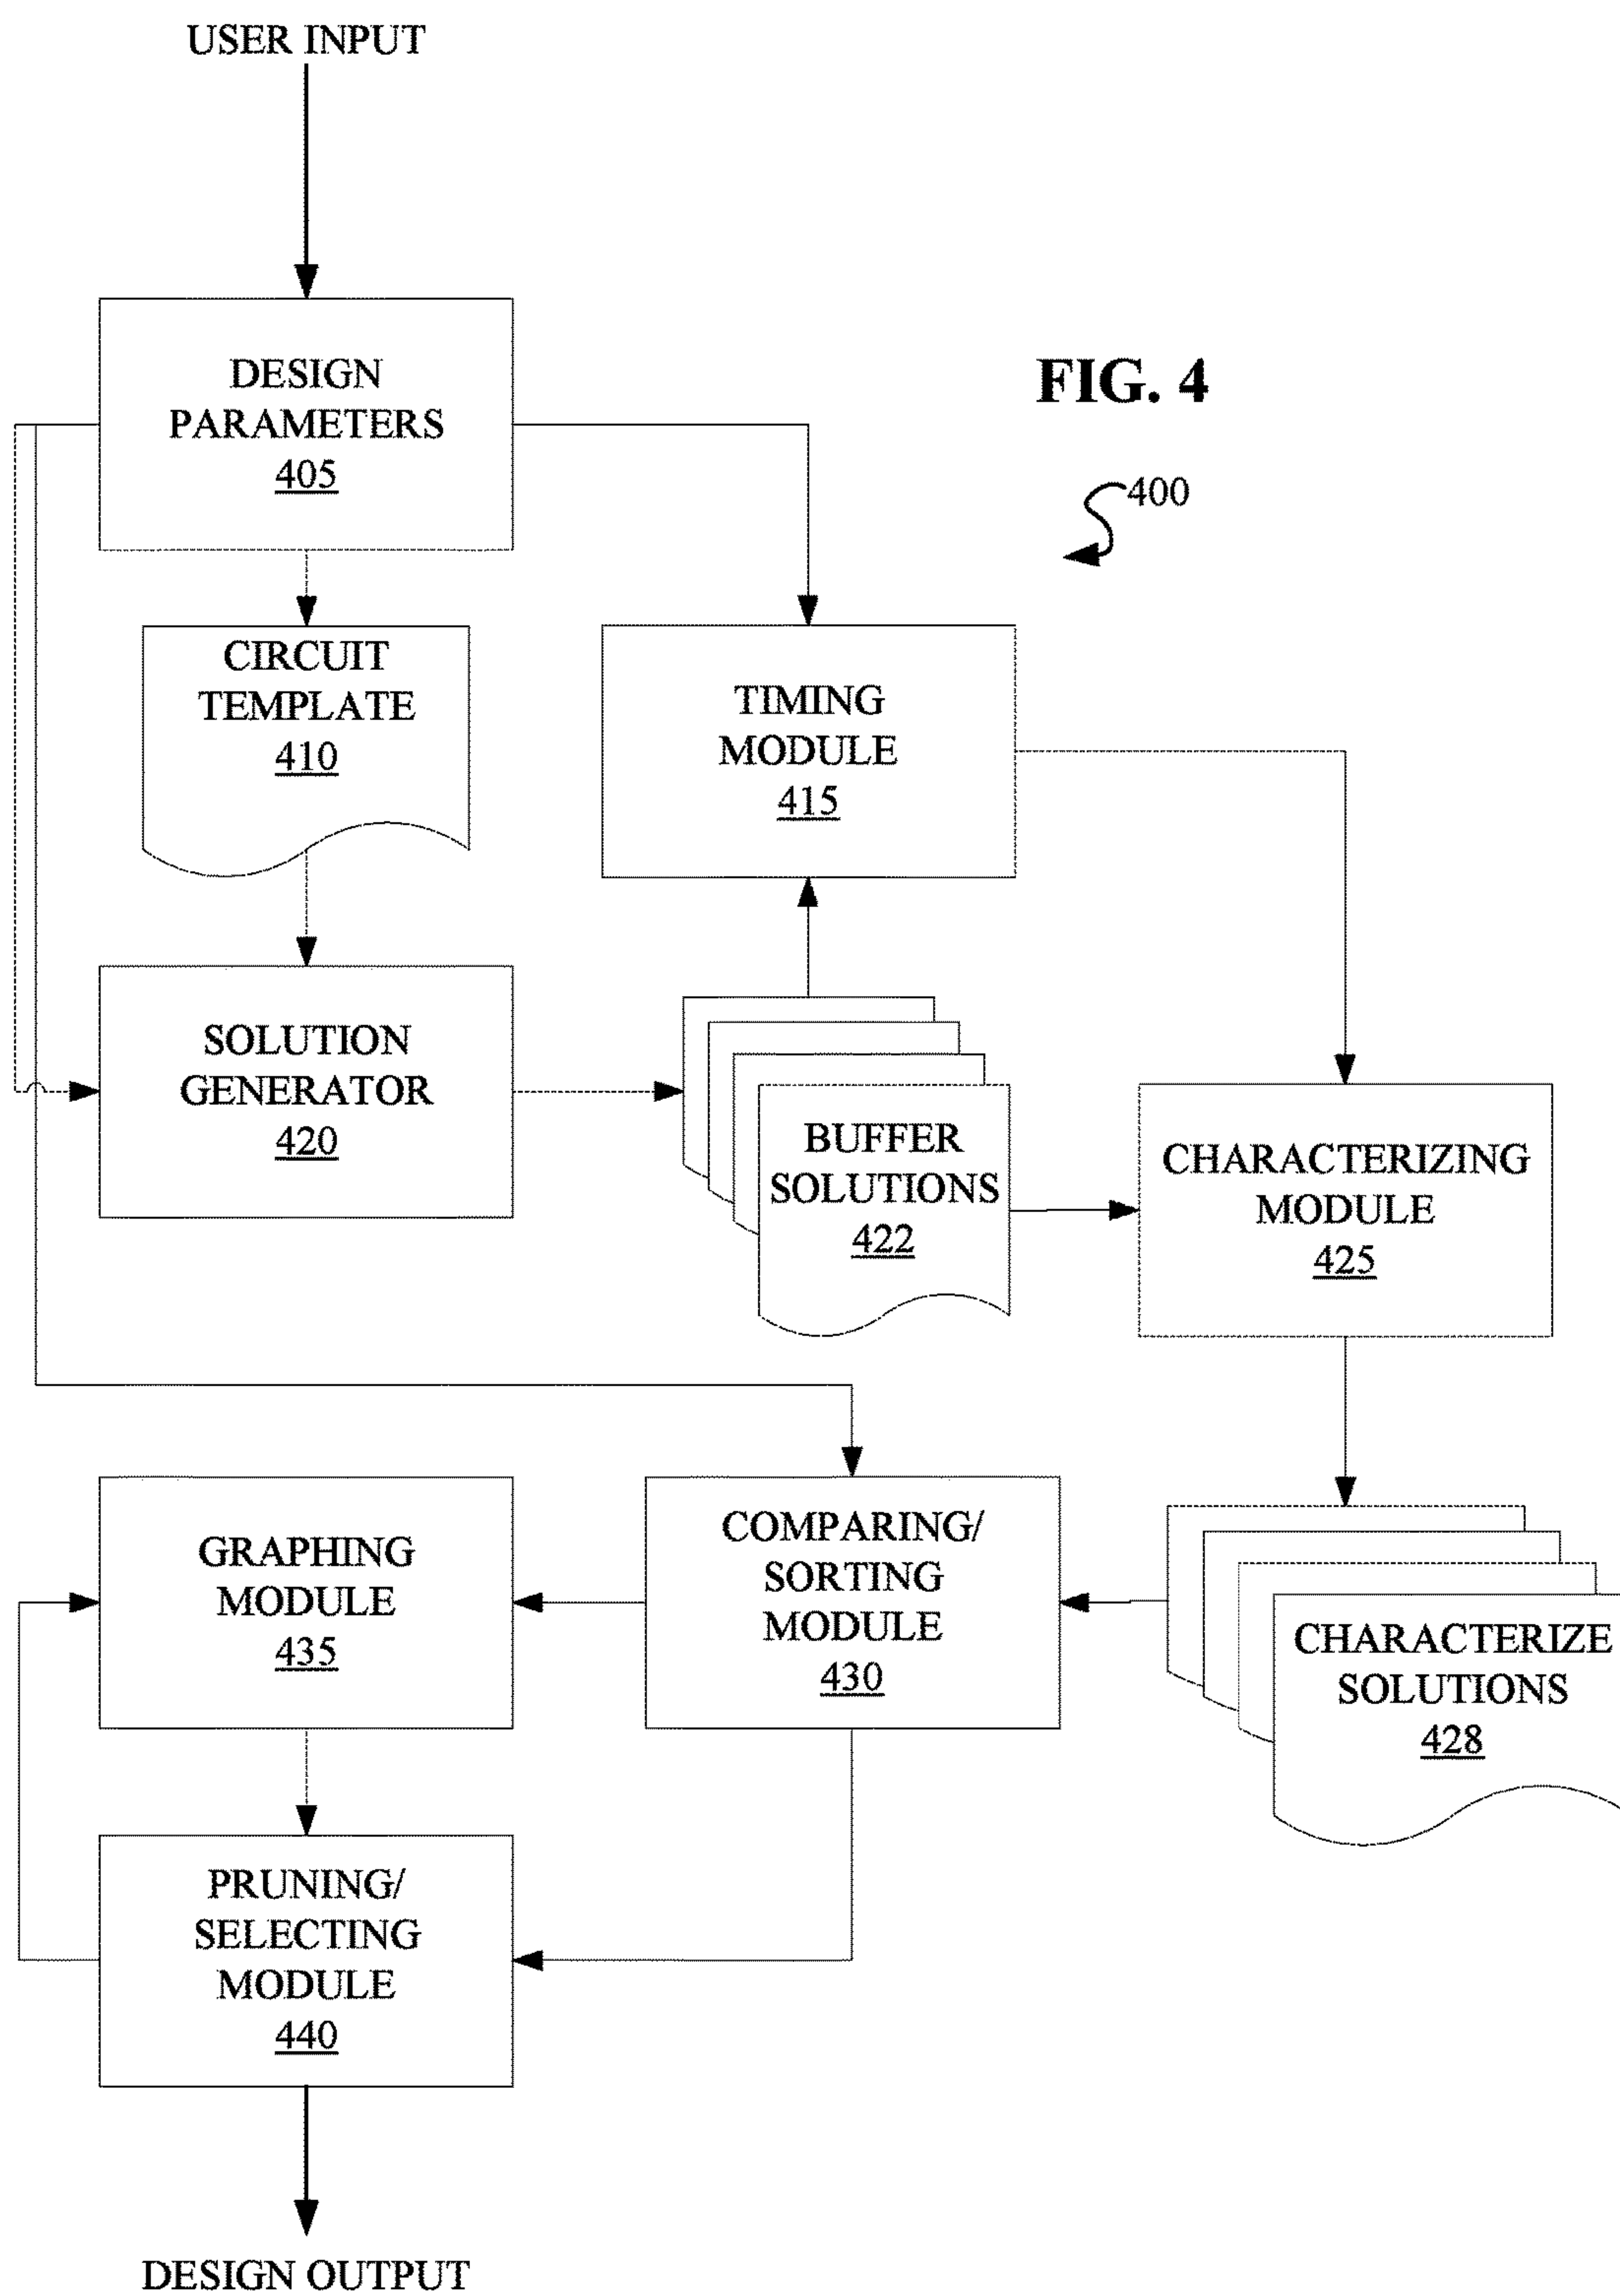 USER INPUT
DESIGN
PARAMETERS
405
FIG. 4
400
CIRCUIT
TEMPLATE
410
TIMING
MODULE
415
SOLUTION
GENERATOR
420
BUFFER
SOLUTIONS
422
CHARACTERIZING
MODULE
425
GRAPHING
MODULE
435
COMPARING/
SORTING
MODULE
430
CHARACTERIZE
SOLUTIONS
428
PRUNING/
SELECTING
MODULE
440
DESIGN OUTPUT